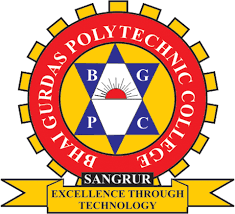 BHAI GURDAS POLYTECHNIC COLLEGE
B G
P C
SANGRUR
EXCELLENCE THROUGH
TECHNOLOGY